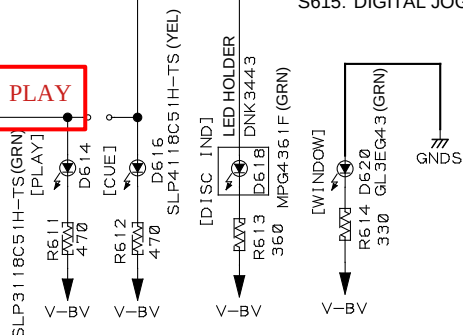 S615: DIGITAL JOG
PLAY
SLP3118C51H-TS(GRN)
[PLAY]
D614
[CUE]
D616
SLP4118C51H-TS(YEL)
[DISC IND]
LED HOLDER
DNK3443
D618
MPG4361F(GRN)
[WINDOW]
D620
GL3EG43(GRN)
GNDS
R611
470
R612
470
R613
360
R614
330
V-BV
V-BV
V-BV
V-BV